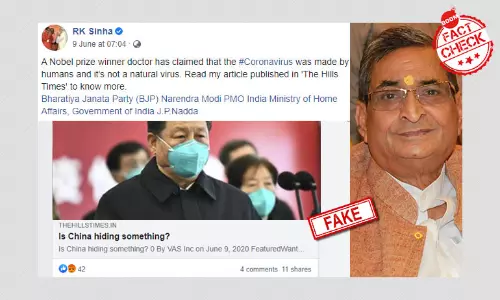 RK Sinha
9 June at 07:04 ·
A Nobel prize winner doctor has claimed that the #Coronavirus was made by
humans and it's not a natural virus. Read my article published in 'The Hills
Times' to know more.
Bharatiya Janata Party (BJP) Narendra Modi PMO India Ministry of Home
Affairs, Government of India J.P.Nadda
THEHILLSTIMES.IN
Is China hiding something?
Is China hiding something? 0 By VAS Inc on June 9, 2020 FeaturedWant...
42
4 comments 11 shares
FAKE
BOOM
FACT
CHECK